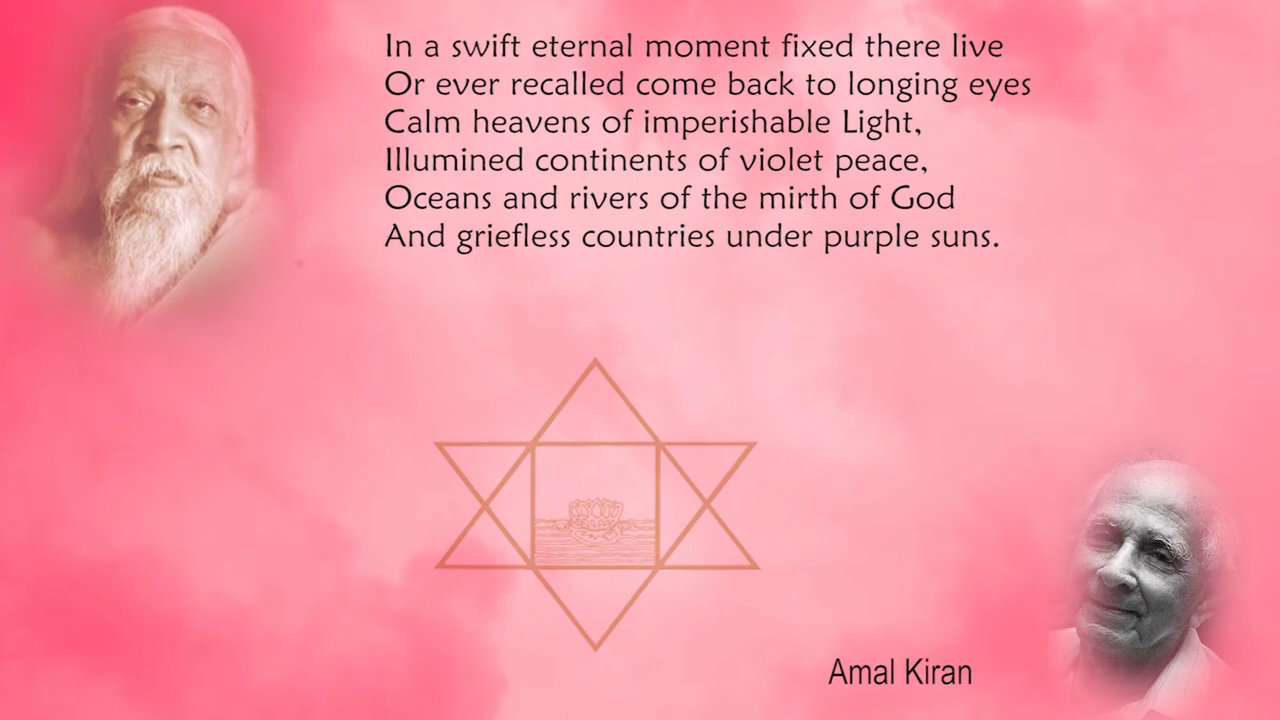 In a swift eternal moment fixed there live
Or ever recalled come back to longing eyes
Calm heavens of imperishable Light,
Illumined continents of violet peace,
Oceans and rivers of the mirth of God
And griefless countries under purple suns.
Amal Kiran